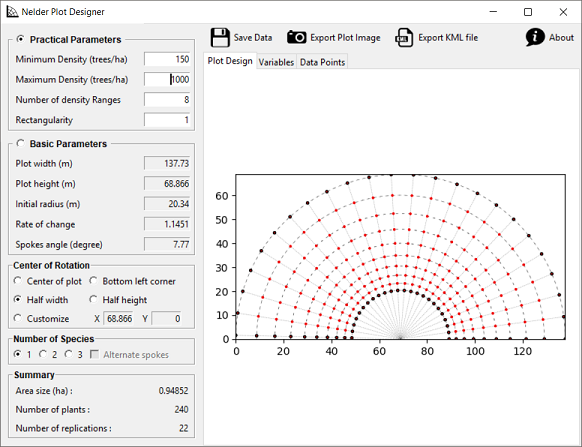 Nelder Plot Designer
Practical Parameters
Minimum Density (trees/ha) 150
Maximum Density (trees/ha) 1000
Number of density Ranges 8
Rectangularity 1
Basic Parameters
Plot width (m) 137.73
Plot height (m) 68.866
Initial radius (m) 20.34
Rate of change 1.1451
Spokes angle (degree) 7.77
Center of Rotation
Center of plot Bottom left corner
Half width Half height
Customize X 68.866 Y 0
Number of Species
1 2 3 Alternate spokes
Summary
Area size (ha) : 0.94852
Number of plants : 240
Number of replications : 22
Save Data Export Plot Image KML Export KML file About
Plot Design Variables Data Points
60
50
40
30
20
10
0
0 20 40 60 80 100 120